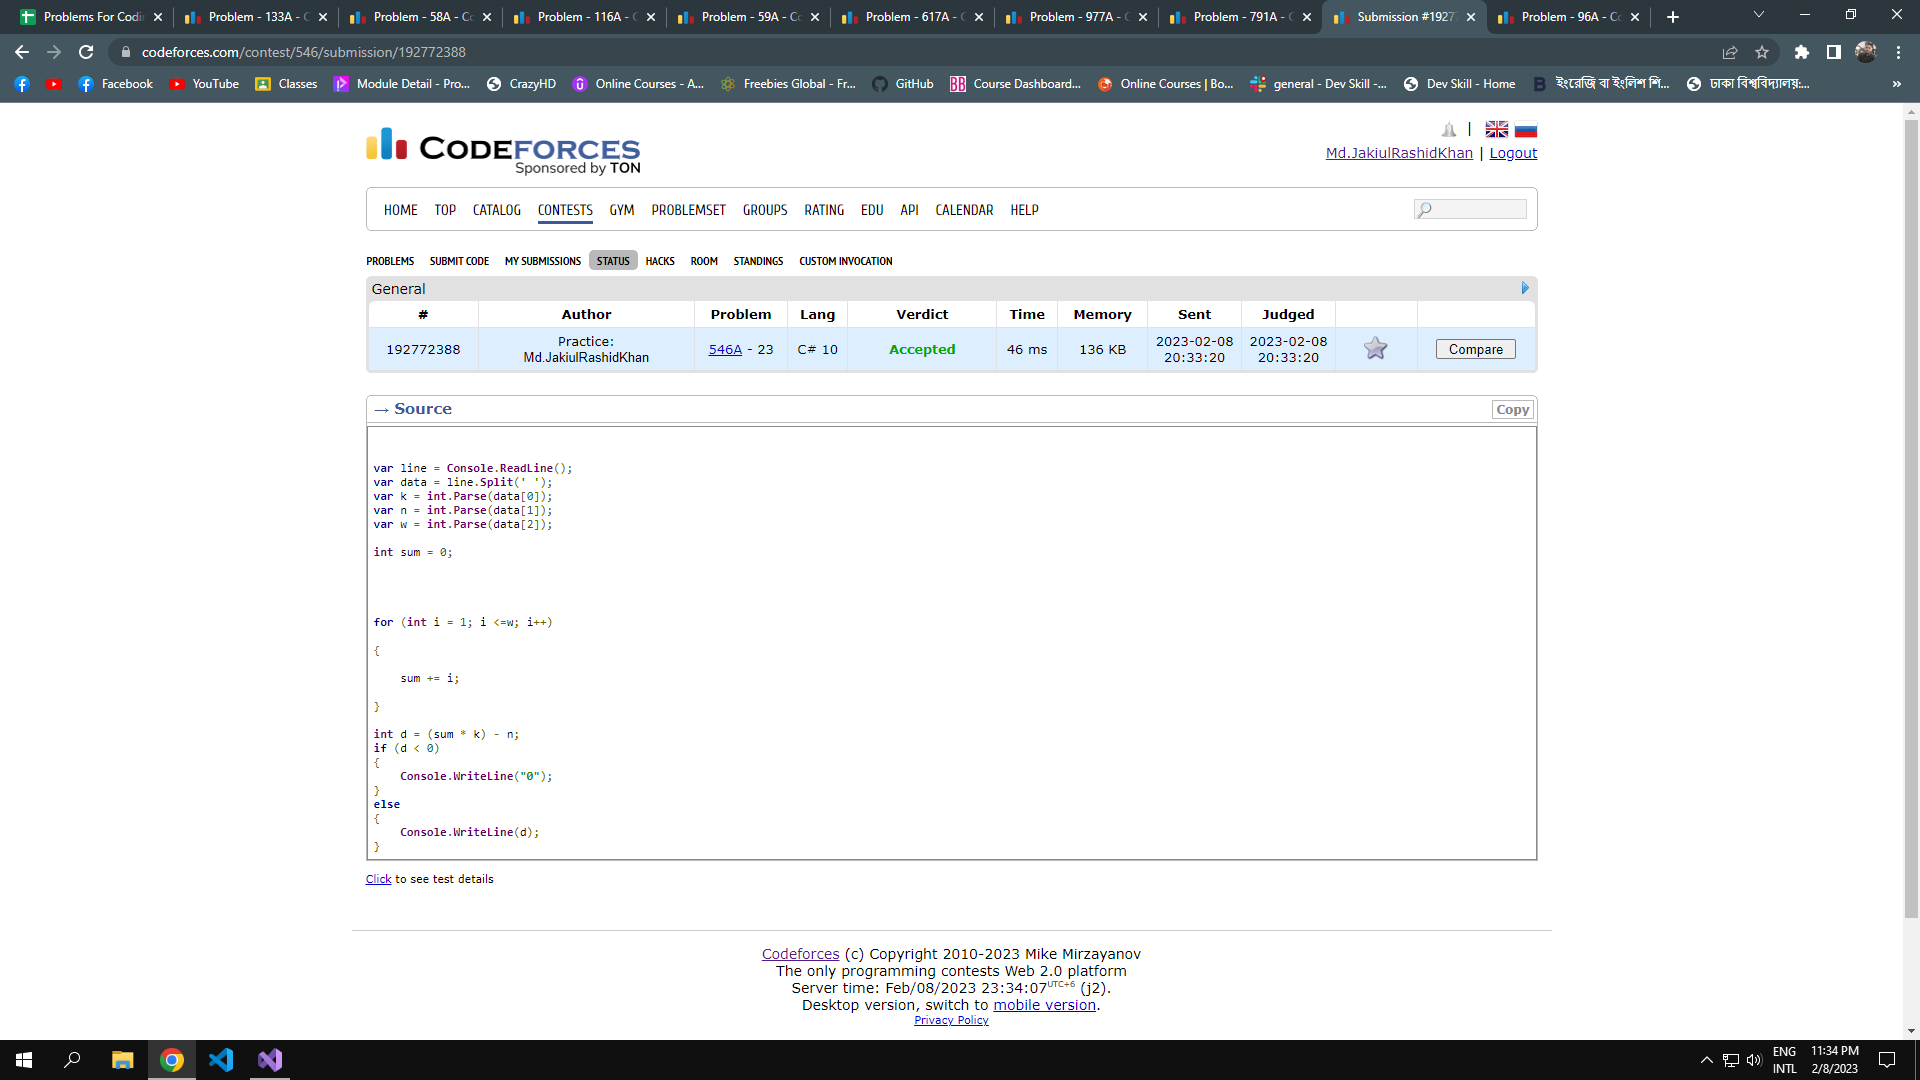 Problems For Codi
Problem - 133A - C
Problem - 58A - Co
Problem - 116A - C
Problem - 59A - Co
Problem - 617A - C
Problem - 977A - C
Problem - 791A - C
Submission #1927
Problem - 96A - Co
codeforces.com/contest/546/submission/192772388
Facebook
YouTube
Classes
Module Detail - Pro...
CrazyHD
Online Courses - A...
Freebies Global - Fr...
GitHub
BB Course Dashboard...
Online Courses | Bo...
general - Dev Skill -...
Dev Skill - Home
ইংরেজি বা ইংলিশ শি...
ঢাকা বিশ্ববিদ্যালয়:...
»
CODEFORCES
Sponsored by TON
|
Md.JakiulRashidKhan | Logout
HOME TOP CATALOG CONTESTS GYM PROBLEMSET GROUPS RATING EDU API CALENDAR HELP
PROBLEMS SUBMIT CODE MY SUBMISSIONS STATUS HACKS ROOM STANDINGS CUSTOM INVOCATION
General
# Author Problem Lang Verdict Time Memory Sent Judged
192772388 Practice: Md.JakiulRashidKhan 546A - 23 C# 10 Accepted 46 ms 136 KB 2023-02-08 20:33:20 2023-02-08 20:33:20 Compare
→ Source
Copy
var line = Console.ReadLine();
var data = line.Split(' ');
var k = int.Parse(data[0]);
var n = int.Parse(data[1]);
var w = int.Parse(data[2]);
int sum = 0;
for (int i = 1; i <=w; i++)
{
sum += i;
}
int d = (sum * k) - n;
if (d < 0)
{
Console.WriteLine("0");
}
else
{
Console.WriteLine(d);
}
Click to see test details
Codeforces (c) Copyright 2010-2023 Mike Mirzayanov
The only programming contests Web 2.0 platform
Server time: Feb/08/2023 23:34:07 UTC+6 (j2).
Desktop version, switch to mobile version.
Privacy Policy
ENG
INTL
11:34 PM
2/8/2023